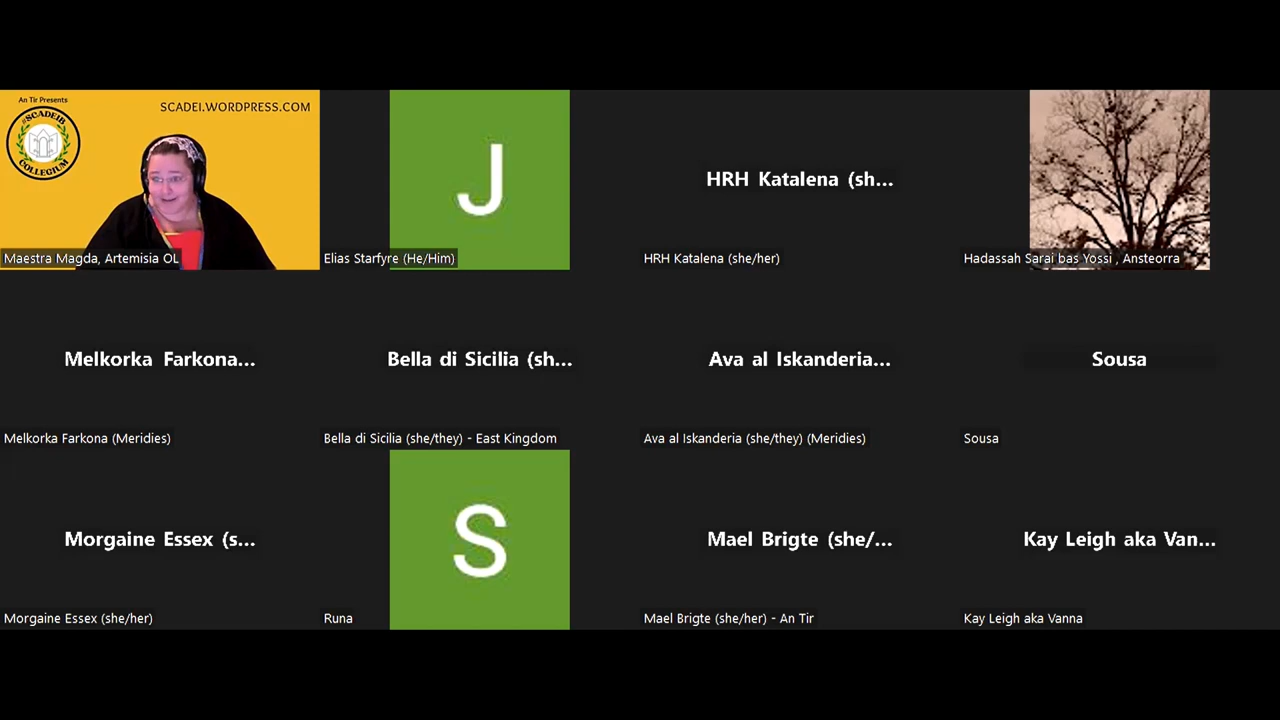 An Tir Presents
SCADEI.WORDPRESS.COM
#SCADEIB
COLLEGIUM
Maestra Magda, Artemisia OL
J
Elias Starfyre (He/Him)
HRH Katalena (sh...
HRH Katalena (she/her)
Hadassah Sarai bas Yossi , Ansteorra
Melkorka Farkona...
Melkorka Farkona (Meridies)
Bella di Sicilia (sh...
Bella di Sicilia (she/they) - East Kingdom
Ava al Iskanderia...
Ava al Iskanderia (she/they) (Meridies)
Sousa
Sousa
Morgaine Essex (s...
Morgaine Essex (she/her)
S
Runa
Mael Brigte (she/...
Mael Brigte (she/her) - An Tir
Kay Leigh aka Van...
Kay Leigh aka Vanna